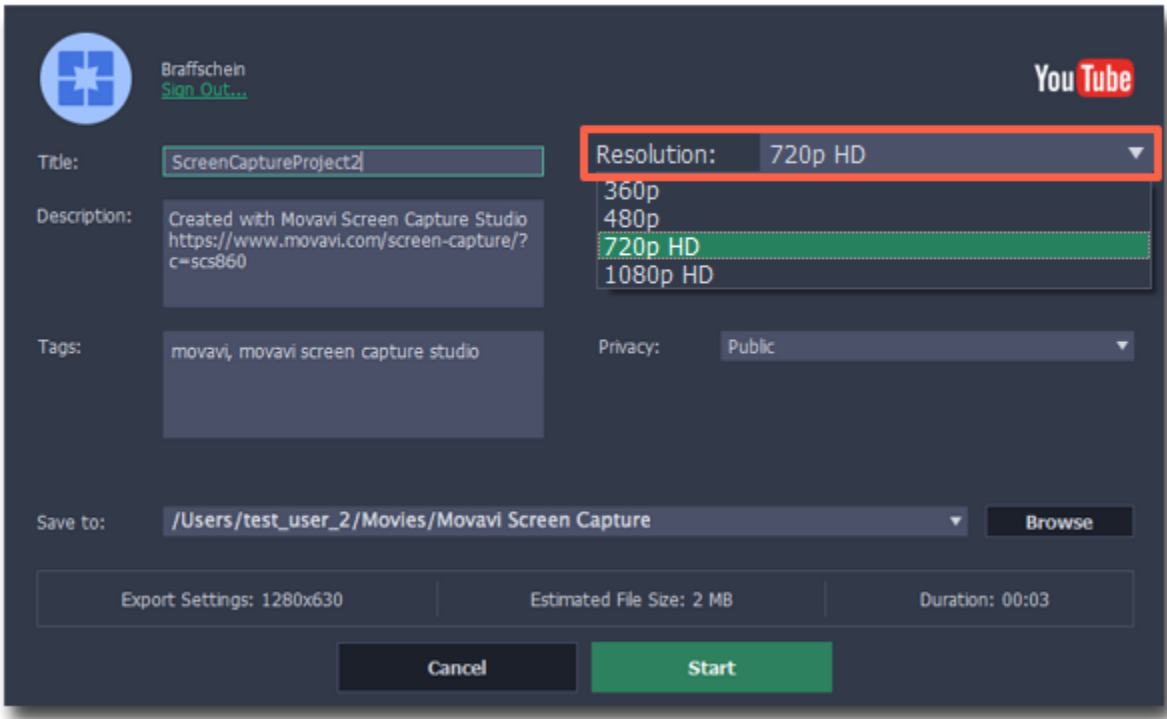 Braffschein
Sign Out...
YouTube
Title:
ScreenCaptureProject2
Resolution:
720p HD
360p
480p
720p HD
1080p HD
Description:
Created with Movavi Screen Capture Studio
https://www.movavi.com/screen-capture/?
c=scs860
Tags:
movavi, movavi screen capture studio
Privacy:
Public
Save to:
/Users/test_user_2/Movies/Movavi Screen Capture
Browse
Export Settings: 1280x630
Estimated File Size: 2 MB
Duration: 00:03
Cancel
Start